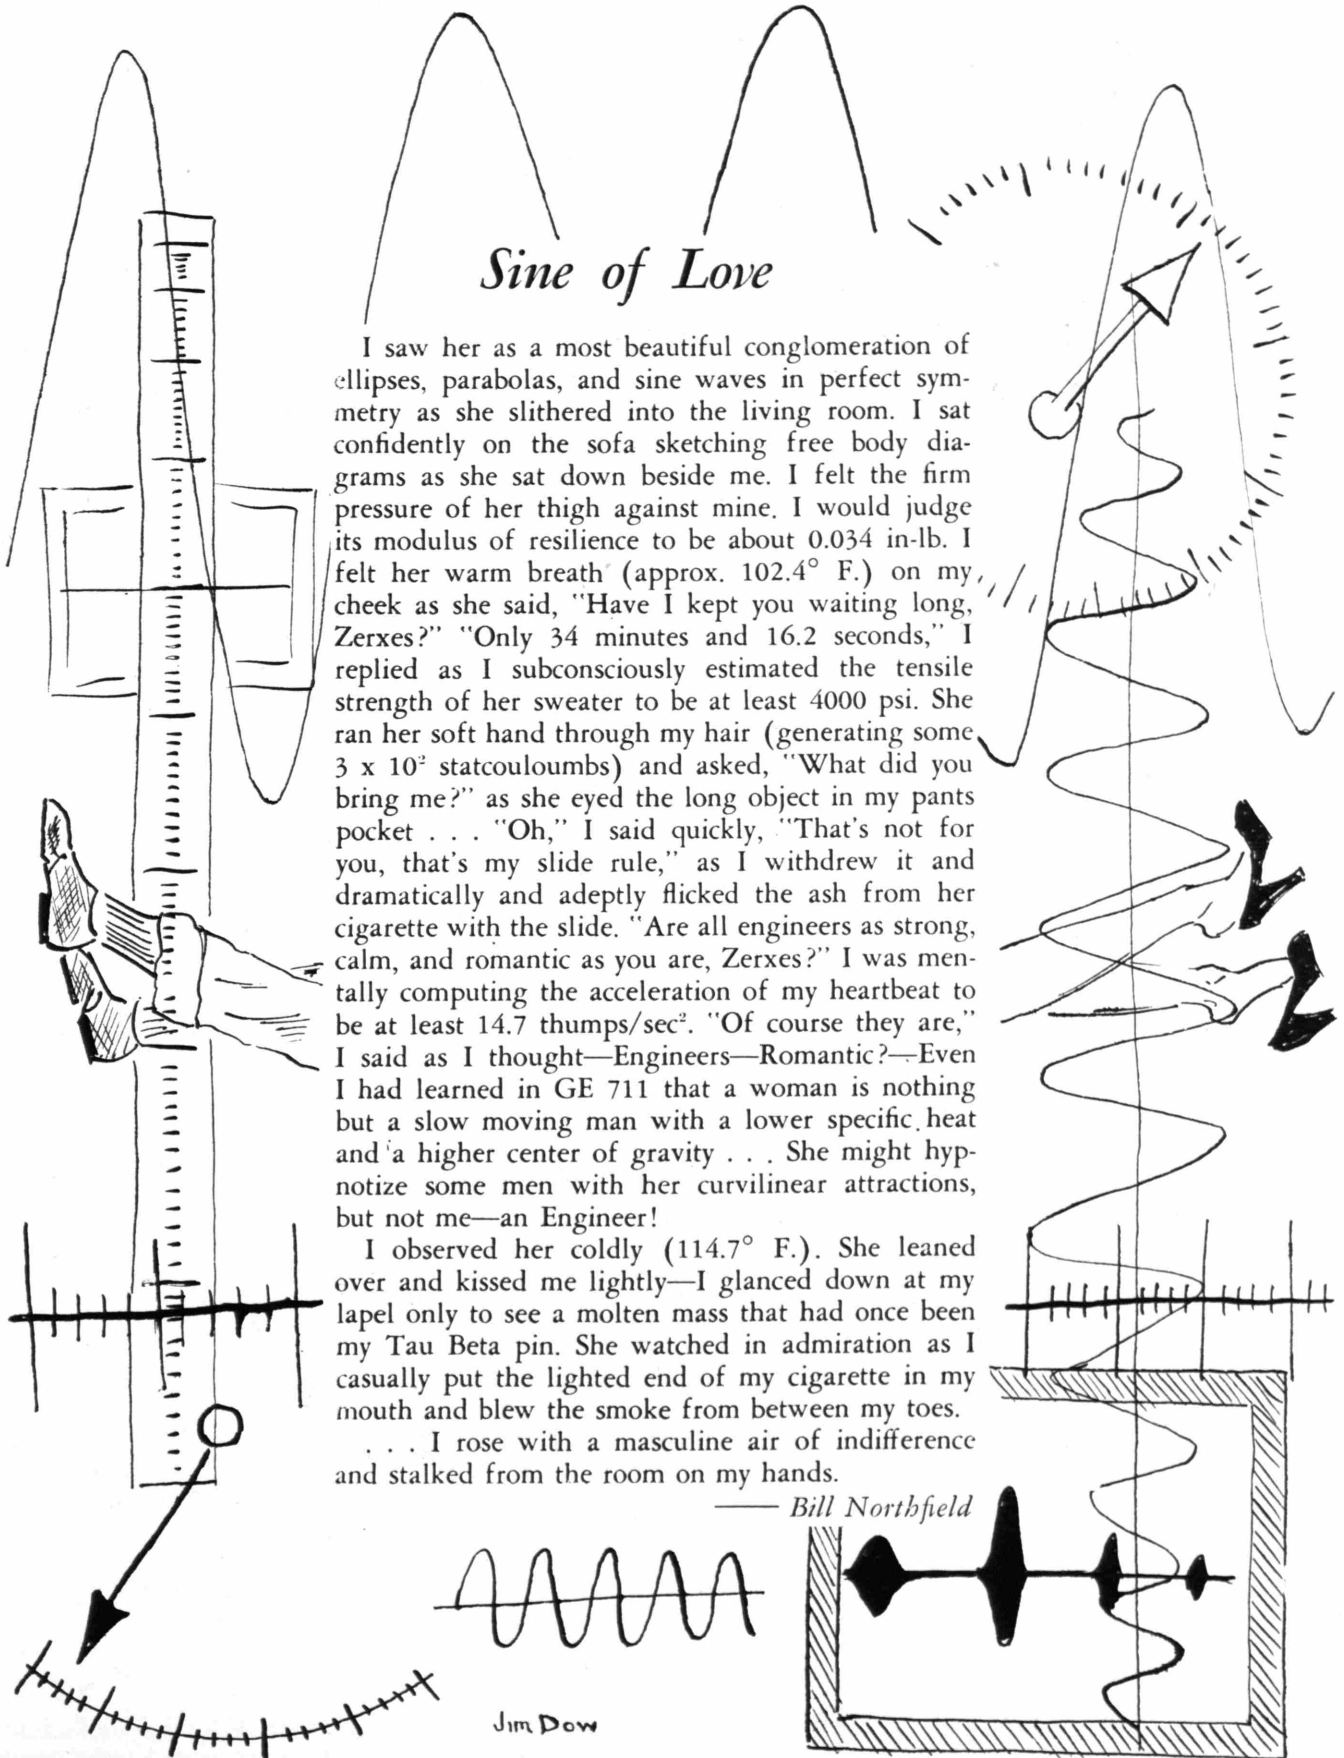 Sine of Love
I saw her as a most beautiful conglomeration of
ellipses, parabolas, and sine waves in perfect sym-
metry as she slithered into the living room. I sat
confidently on the sofa sketching free body dia-
grams as she sat down beside me. I felt the firm
pressure of her thigh against mine. I would judge
its modulus of resilience to be about 0.034 in-lb. I
felt her warm breath (approx. 102.4° F.) on my
cheek as she said, "Have I kept you waiting long,
Zerxes?" "Only 34 minutes and 16.2 seconds," I
replied as I subconsciously estimated the tensile
strength of her sweater to be at least 4000 psi. She
ran her soft hand through my hair (generating some
3 x 10² statcouloumbs) and asked, "What did you
bring me?" as she eyed the long object in my pants
pocket . . . "Oh," I said quickly, "That's not for
you, that's my slide rule," as I withdrew it and
dramatically and adeptly flicked the ash from her
cigarette with the slide. "Are all engineers as strong,
calm, and romantic as you are, Zerxes?" I was men-
tally computing the acceleration of my heartbeat to
be at least 14.7 thumps/sec². "Of course they are,"
I said as I thought—Engineers—Romantic?—Even
I had learned in GE 711 that a woman is nothing
but a slow moving man with a lower specific heat
and a higher center of gravity . . . She might hyp-
notize some men with her curvilinear attractions,
but not me—an Engineer!
I observed her coldly (114.7° F.). She leaned
over and kissed me lightly—I glanced down at my
lapel only to see a molten mass that had once been
my Tau Beta pin. She watched in admiration as I
casually put the lighted end of my cigarette in my
mouth and blew the smoke from between my toes.
. . . I rose with a masculine air of indifference
and stalked from the room on my hands.
—— Bill Northfield
Jim Dow